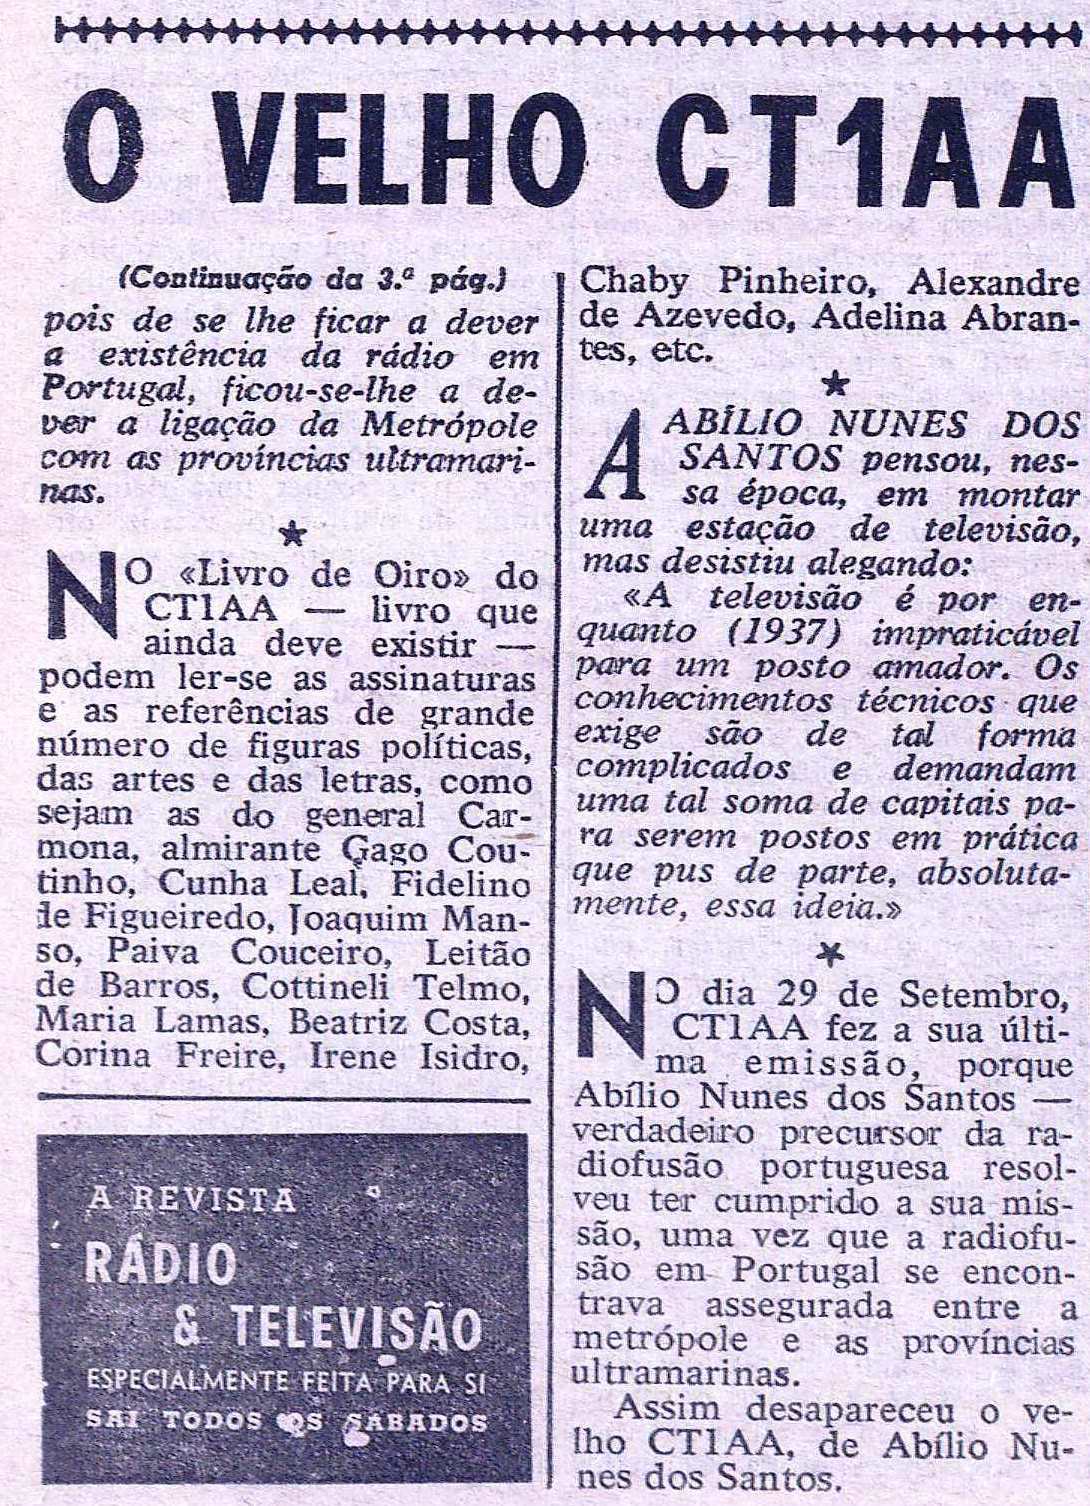 O VELHO CT1AA
(Continuação da 3.ª pág.)
pois de se lhe ficar a dever
a existência da rádio em
Portugal, ficou-se-lhe a de-
ver a ligação da Metrópole
com as províncias ultramari-
nas.
NO «Livro de Oiro» do
CT1AA — livro que
ainda deve existir —
podem ler-se as assinaturas
e as referências de grande
número de figuras políticas,
das artes e das letras, como
sejam as do general Car-
mona, almirante Gago Cou-
tinho, Cunha Leal, Fidelino
de Figueiredo, Joaquim Man-
so, Paiva Couceiro, Leitão
de Barros, Cottineli Telmo,
Maria Lamas, Beatriz Costa,
Corina Freire, Irene Isidro,
A REVISTA
RÁDIO
& TELEVISÃO
ESPECIALMENTE FEITA PARA SI
SAI TODOS OS SÁBADOS
Chaby Pinheiro, Alexandre
de Azevedo, Adelina Abran-
tes, etc.
A ABÍLIO NUNES DOS
SANTOS pensou, nes-
sa época, em montar
uma estação de televisão,
mas desistiu alegando:
«A televisão é por en-
quanto (1937) impraticável
para um posto amador. Os
conhecimentos técnicos que
exige são de tal forma
complicados e demandam
uma tal soma de capitais pa-
ra serem postos em prática
que pus de parte, absoluta-
mente, essa ideia.»
NO dia 29 de Setembro,
CT1AA fez a sua últi-
ma emissão, porque
Abílio Nunes dos Santos —
verdadeiro precursor da ra-
diofusão portuguesa resol-
veu ter cumprido a sua mis-
são, uma vez que a radiofu-
são em Portugal se encon-
trava assegurada entre a
metrópole e as províncias
ultramarinas.
Assim desapareceu o ve-
lho CT1AA, de Abílio Nu-
nes dos Santos.